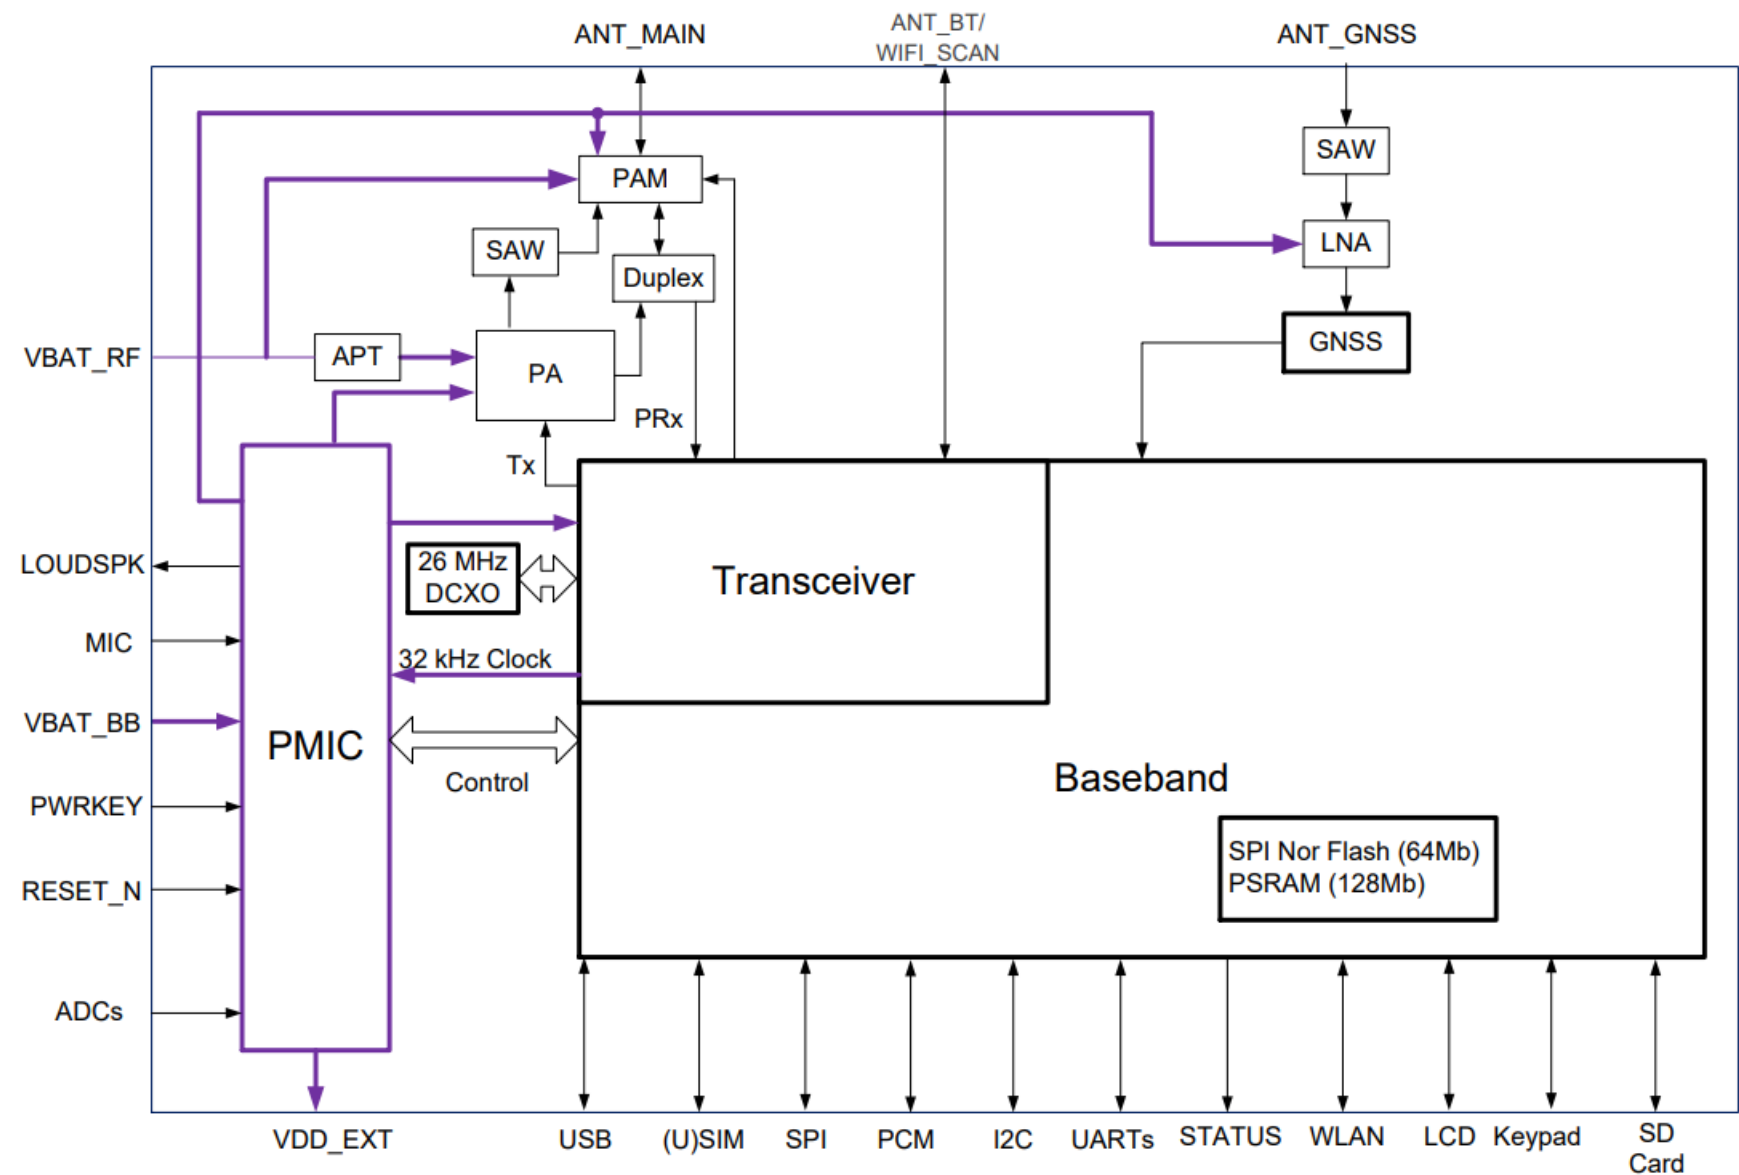 ANT_MAIN
ANT_BT/
WIFI_SCAN
ANT_GNSS
SAW
PAM
LNA
SAW
Duplex
GNSS
VBAT_RF
APT
PA
PRx
Tx
LOUDSPK
26 MHz
DCXO
Transceiver
MIC
32 kHz Clock
VBAT_BB
PMIC
Control
Baseband
PWRKEY
SPI Nor Flash (64Mb)
PSRAM (128Mb)
RESET_N
ADCs
VDD_EXT
USB
(U)SIM
SPI
PCM
I2C
UARTs
STATUS
WLAN
LCD
Keypad
SD
Card